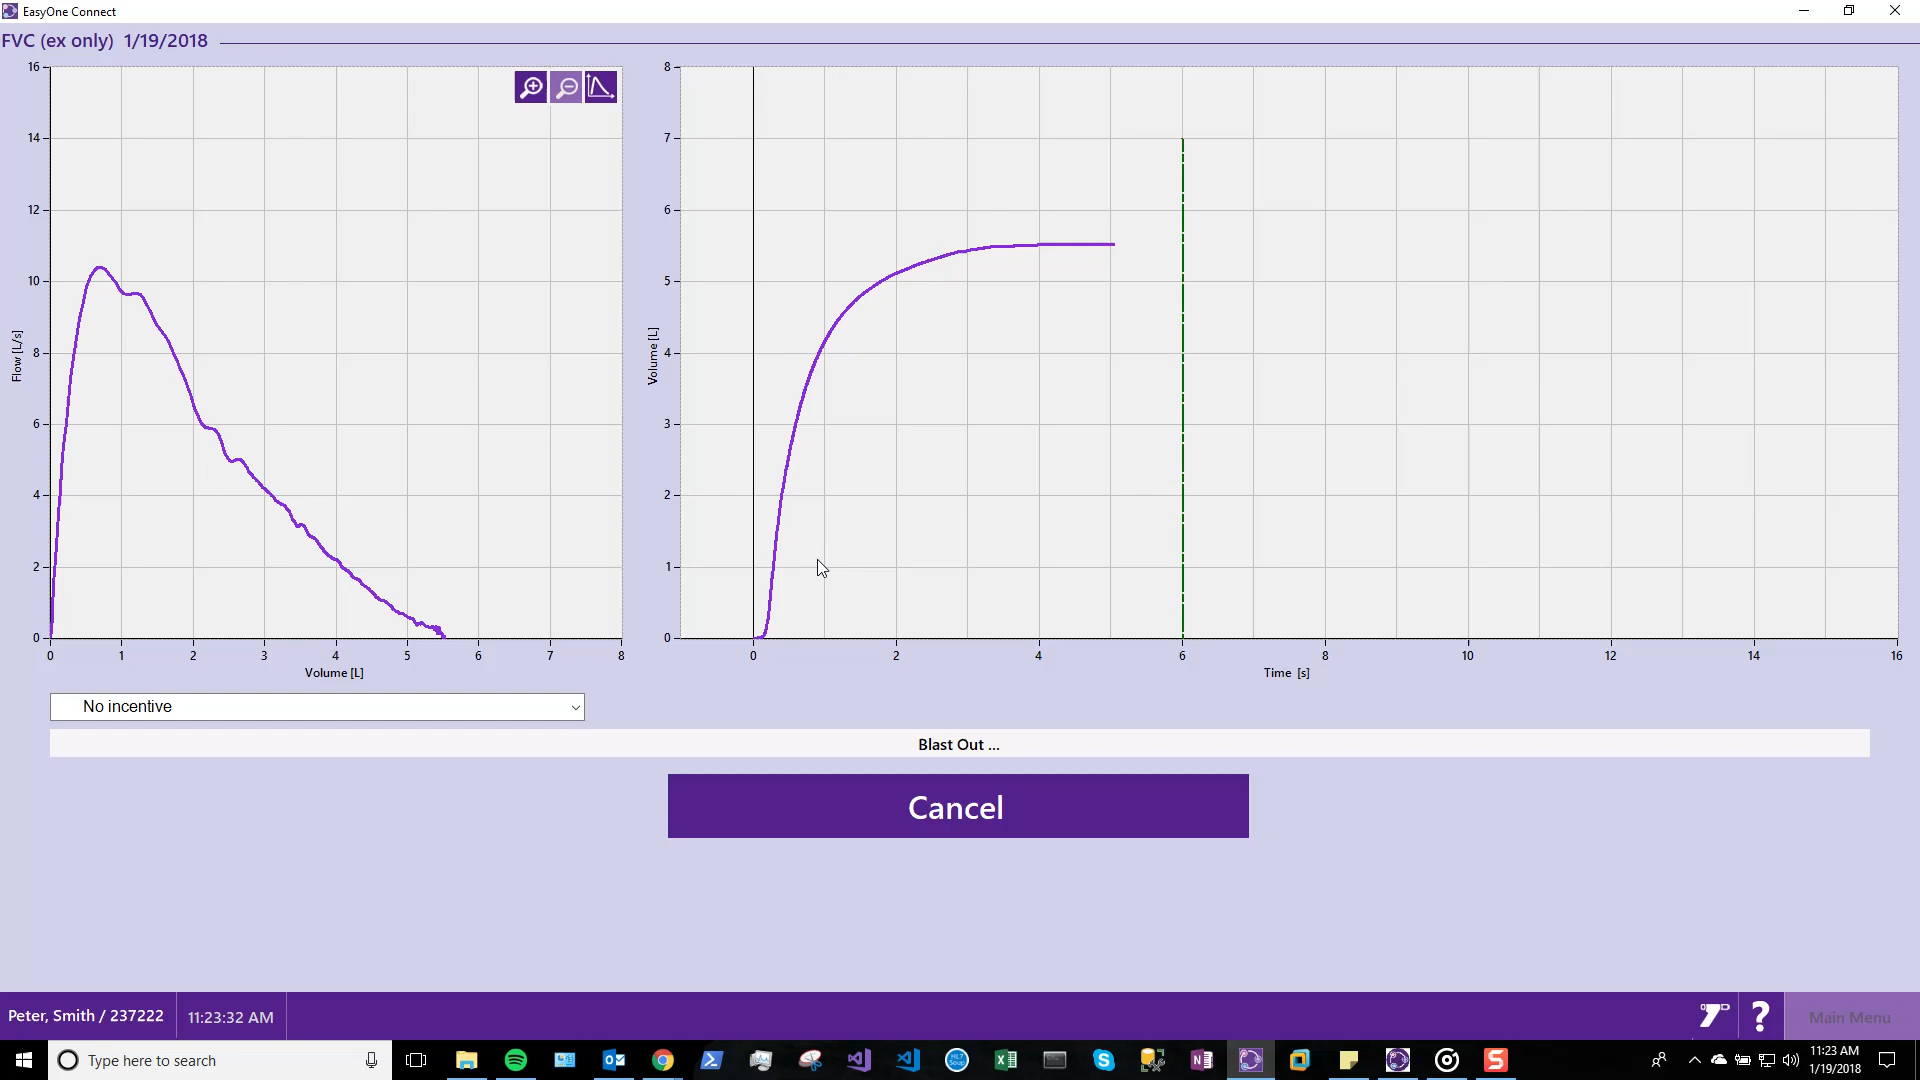 EasyOne Connect
FVC (ex only) 1/19/2018
16
14
12
10
8
6
4
2
0
Flow [L/s]
0 1 2 3 4 5 6 7 8
Volume [L]
8
7
6
5
4
3
2
1
0
Volume [L]
0 2 4 6 8 10 12 14 16
Time [s]
No incentive
Blast Out ...
Cancel
Peter, Smith / 237222
11:23:32 AM
?
Main Menu
Type here to search
11:23 AM
1/19/2018